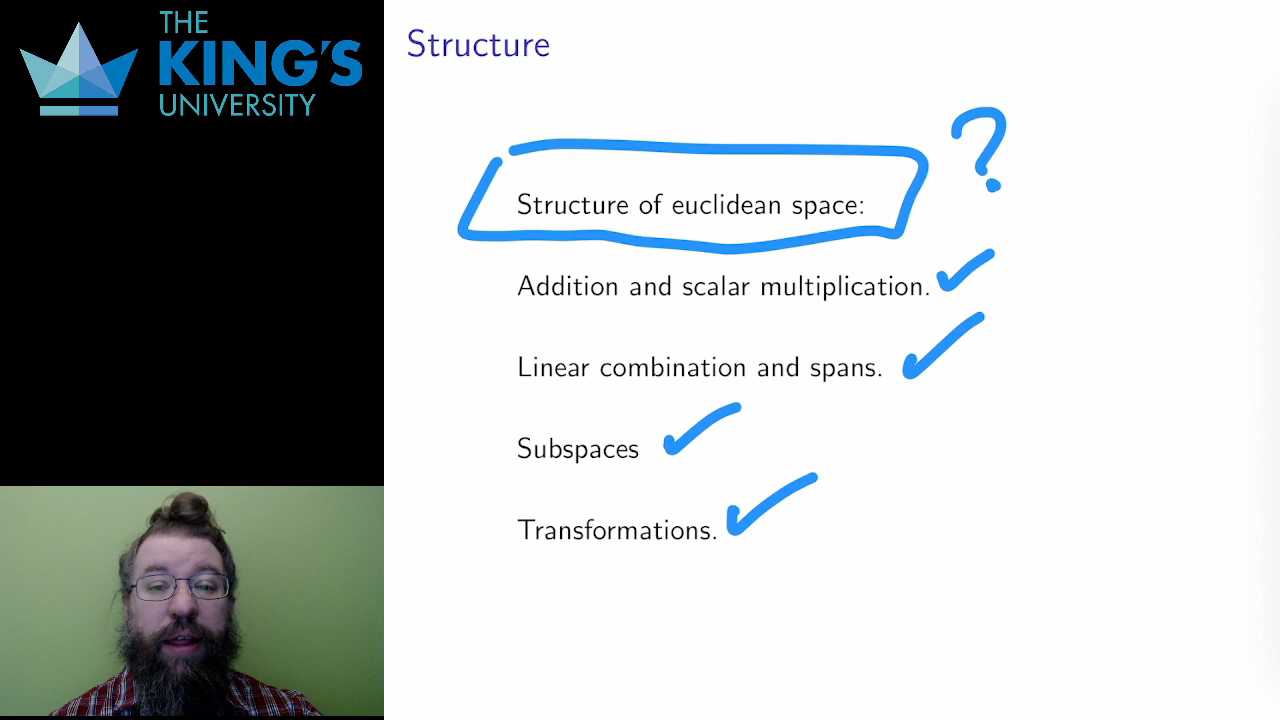 THE
KING'S
UNIVERSITY
Structure
?
Structure of euclidean space:
Addition and scalar multiplication.
Linear combination and spans.
Subspaces
Transformations.